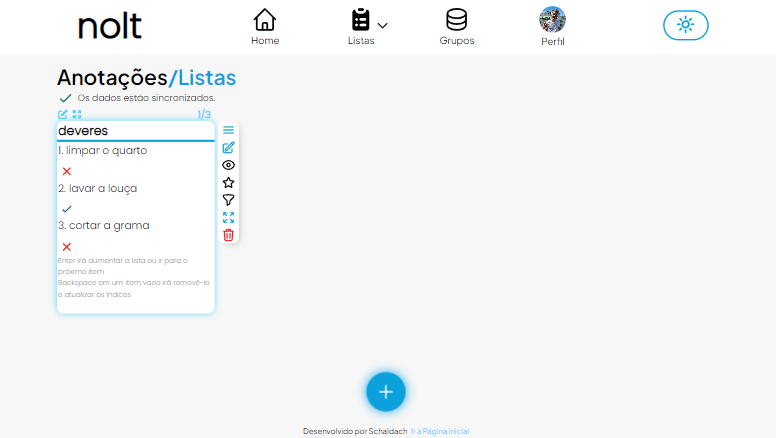 nolt
Home
Listas
Grupos
Perfil
Anotações/Listas
Os dados estão sincronizados.
1/3
deveres
1. limpar o quarto
2. lavar a louça
3. cortar a grama
Enter irá aumentar a lista ou ir para o
próximo item
Backspace em um item vazio irá removê-lo
e atualizar os índices
Desenvolvido por Schaldach Ir à Página inicial